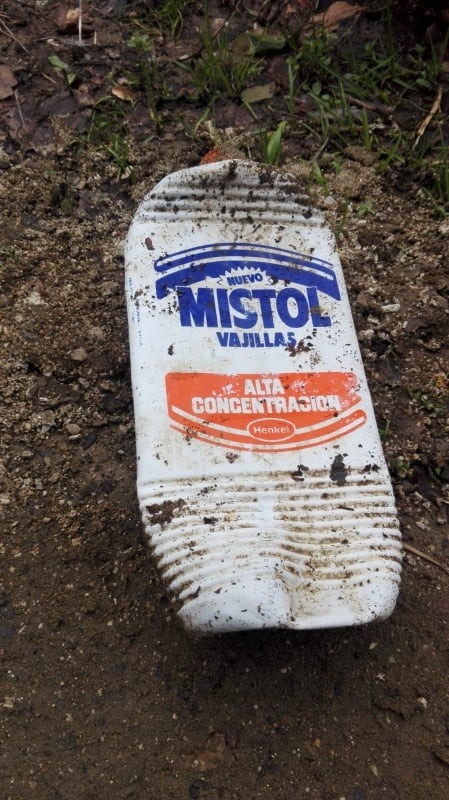 NUEVO
MISTOL
VAJILLAS
ALTA
CONCENTRACION
Henkel